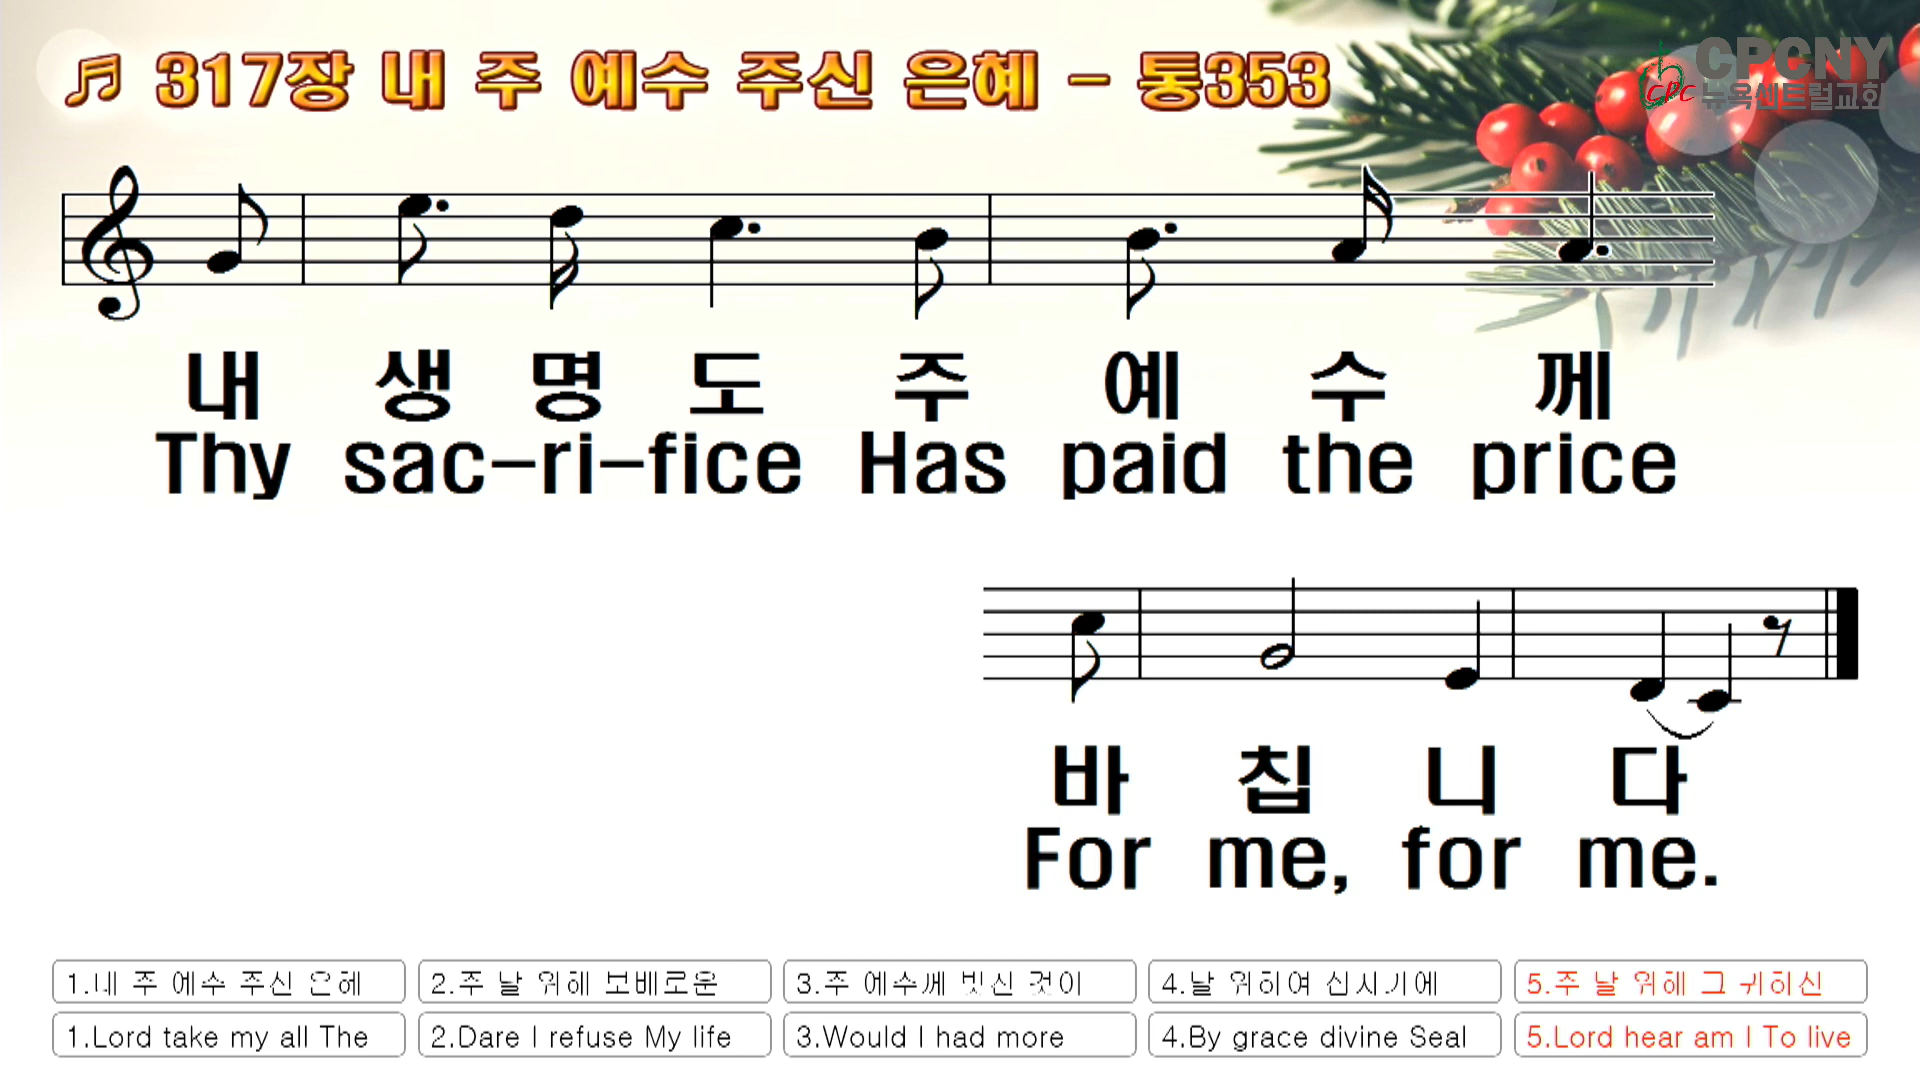 317장 내 주 예수 주신 은혜 - 통353
CPCNY
CPC 뉴욕센트럴교회
내 생 명 도 주 예 수 께
Thy sac-ri-fice Has paid the price
바 칩 니 다
For me, for me.
1.내 주 예수 주신 은혜
2.주 날 위해 보배로운
3.주 예수께 빚진 것이
4.날 위하여 십자가에
5.주 날 위해 그 귀하신
1.Lord take my all The
2.Dare I refuse My life
3.Would I had more
4.By grace divine Seal
5.Lord hear am I To live